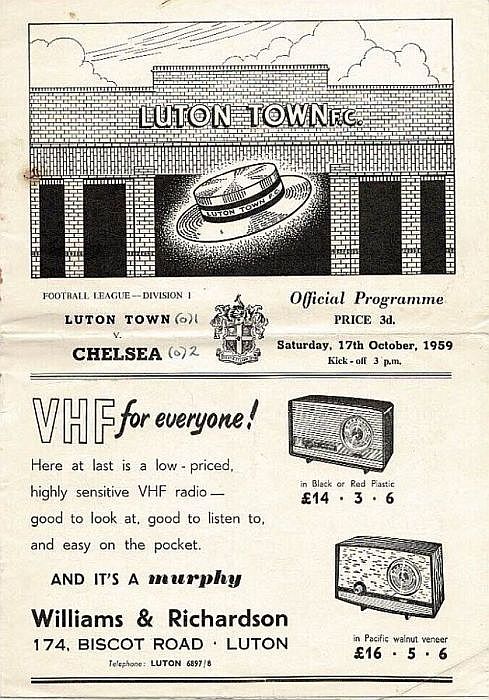 LUTON TOWN F.C.
LUTON TOWN F.C.
FOOTBALL LEAGUE — DIVISION I
LUTON TOWN (0) 1
V.
CHELSEA (0) 2
Official Programme
PRICE 3d.
Saturday, 17th October, 1959
Kick-off 3 p.m.
VHF for everyone!
Here at last is a low-priced,
highly sensitive VHF radio —
good to look at, good to listen to,
and easy on the pocket.
AND IT'S A murphy
Williams & Richardson
174, BISCOT ROAD · LUTON
Telephone: LUTON 6897/8
in Black or Red Plastic
£14 · 3 · 6
in Pacific walnut veneer
£16 · 5 · 6